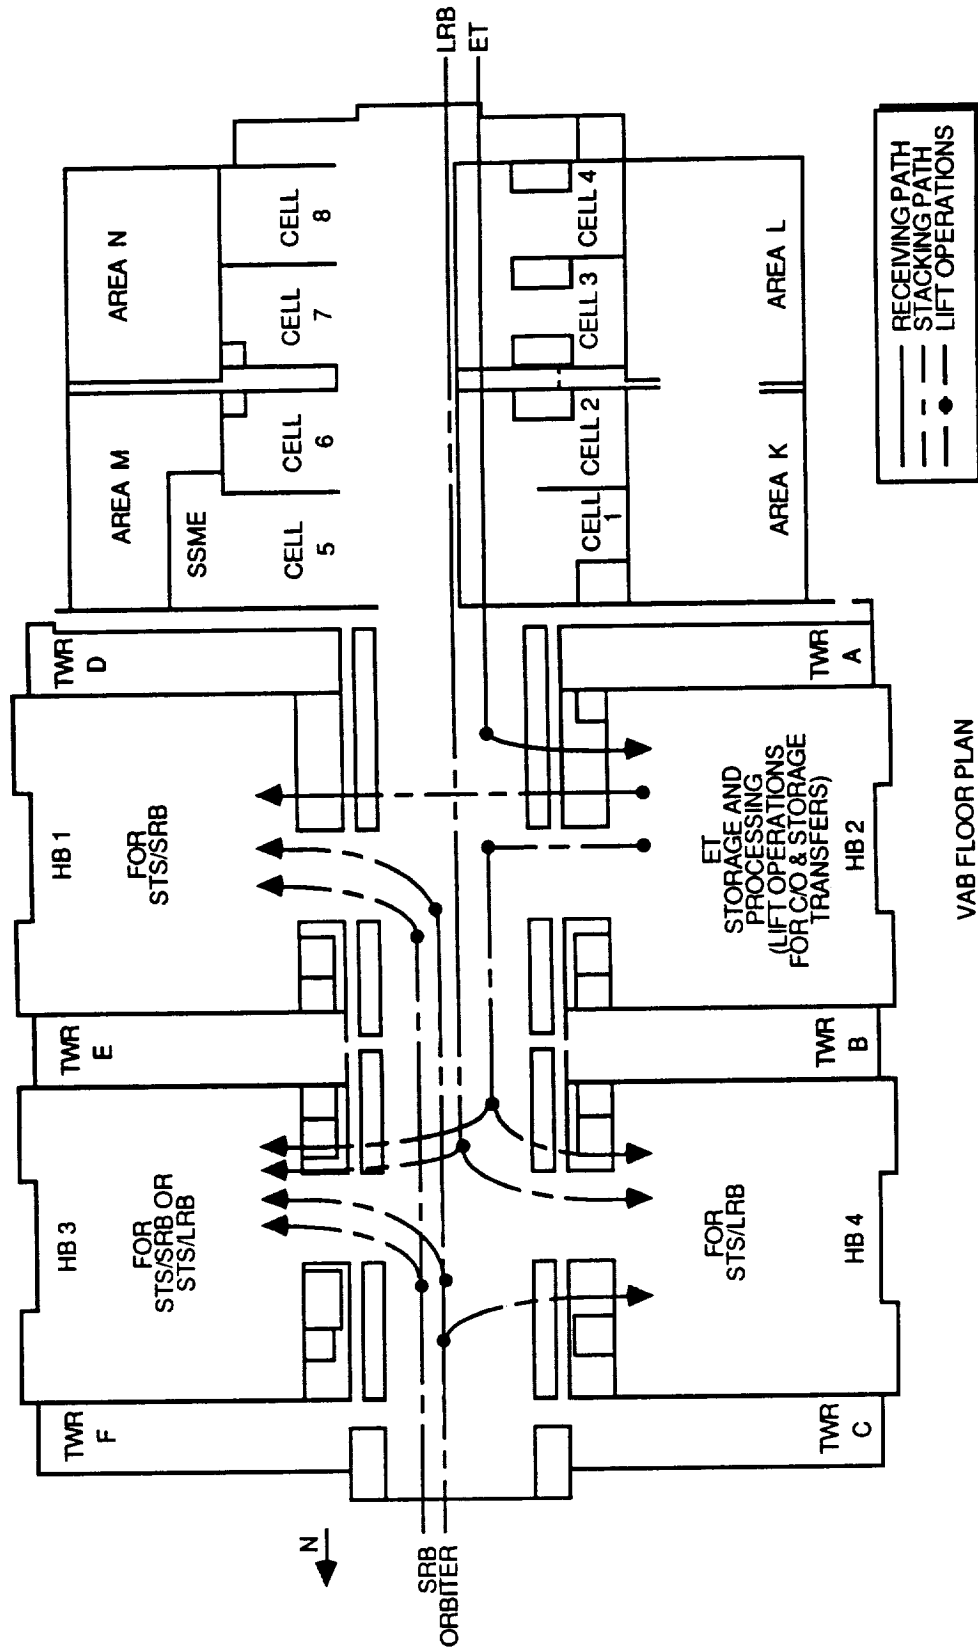 HB 3
FOR
STS/SRB OR
STS/LRB
HB 1
FOR
STS/SRB
TWR
F
TWR
E
TWR
D
AREA M
AREA N
SSME
CELL
5
CELL
6
CELL
7
CELL
8
N
SRB
ORBITER
LRB
ET
CELL
1
CELL 2
CELL 3
CELL 4
AREA K
AREA L
FOR
STS/LRB
HB 4
ET
STORAGE AND
PROCESSING
(LIFT OPERATIONS
FOR C/O & STORAGE
TRANSFERS)
HB 2
TWR
C
TWR
B
TWR
A
RECEIVING PATH
STACKING PATH
LIFT OPERATIONS
VAB FLOOR PLAN